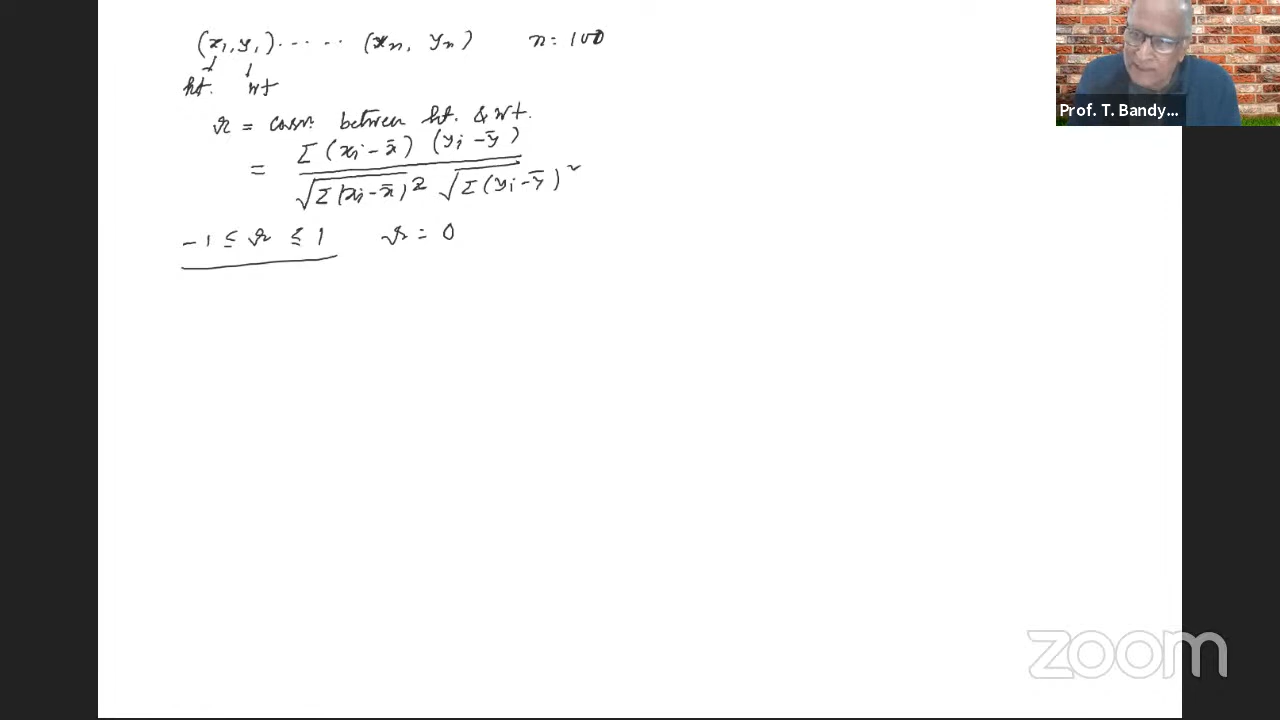 (x₁, y₁) ...... (xₙ, yₙ) n = 100
ht. wt
r = corrⁿ. between ht. & wt.
= Σ (xᵢ - x̄) (yᵢ - ȳ) / √Σ(xᵢ - x̄)² √Σ(yᵢ - ȳ)²
-1 ≤ r ≤ 1 r = 0
Prof. T. Bandy...
zoom